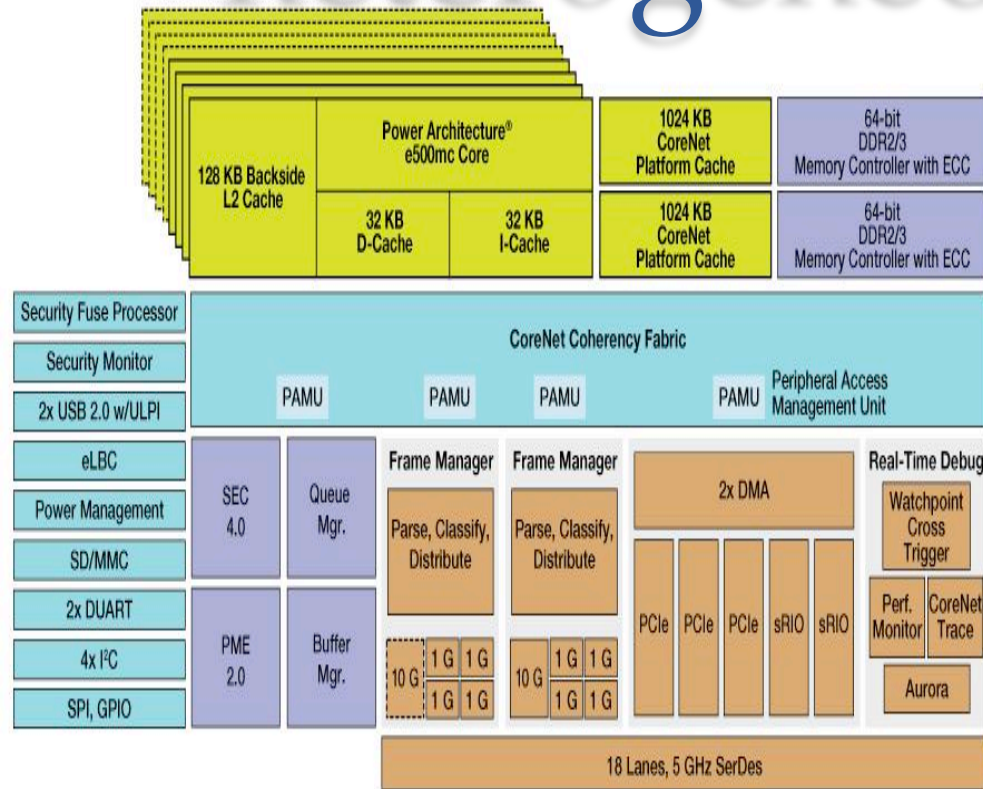 128 KB Backside
L2 Cache
Power Architecture®
e500mc Core
32 KB
D-Cache
32 KB
I-Cache
1024 KB
CoreNet
Platform Cache
64-bit
DDR2/3
Memory Controller with ECC
1024 KB
CoreNet
Platform Cache
64-bit
DDR2/3
Memory Controller with ECC
Security Fuse Processor
Security Monitor
2x USB 2.0 w/ULPI
eLBC
Power Management
SD/MMC
2x DUART
4x I²C
SPI, GPIO
CoreNet Coherency Fabric
PAMU
PAMU
PAMU
PAMU
Peripheral Access
Management Unit
SEC
4.0
Queue
Mgr.
PME
2.0
Buffer
Mgr.
Frame Manager
Parse, Classify,
Distribute
10 G
1 G
1 G
1 G
1 G
Frame Manager
Parse, Classify,
Distribute
10 G
1 G
1 G
1 G
1 G
2x DMA
PCIe
PCIe
PCIe
sRIO
sRIO
Real-Time Debug
Watchpoint
Cross
Trigger
Perf.
Monitor
CoreNet
Trace
Aurora
18 Lanes, 5 GHz SerDes